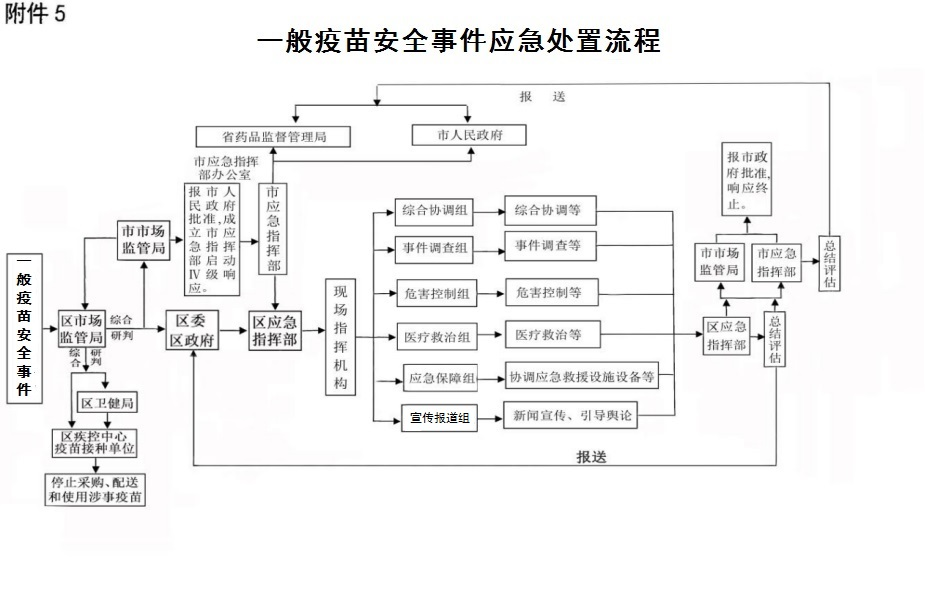 附件 5
一般疫苗安全事件应急处置流程
报 送
省药品监督管理局
市人民政府
市应急指挥
部办公室
报市人
民政府
批准,成
立市应
急指挥
部启动
Ⅳ级响
应。
市应急指挥部
市市场
监管局
一般疫苗安全事件
区市场
监管局
综合
研判
综合
研判
区卫健局
区疾控中心
疫苗接种单位
停止采购、配送
和使用涉事疫苗
区委
区政府
区应急
指挥部
现场指挥机构
综合协调组
综合协调等
事件调查组
事件调查等
危害控制组
危害控制等
医疗救治组
医疗救治等
应急保障组
协调应急救援设施设备等
宣传报道组
新闻宣传、引导舆论
区应急
指挥部
总结评估
市市场
监管局
市应急
指挥部
报市政
府批准,
响应终
止。
总结评估
报送